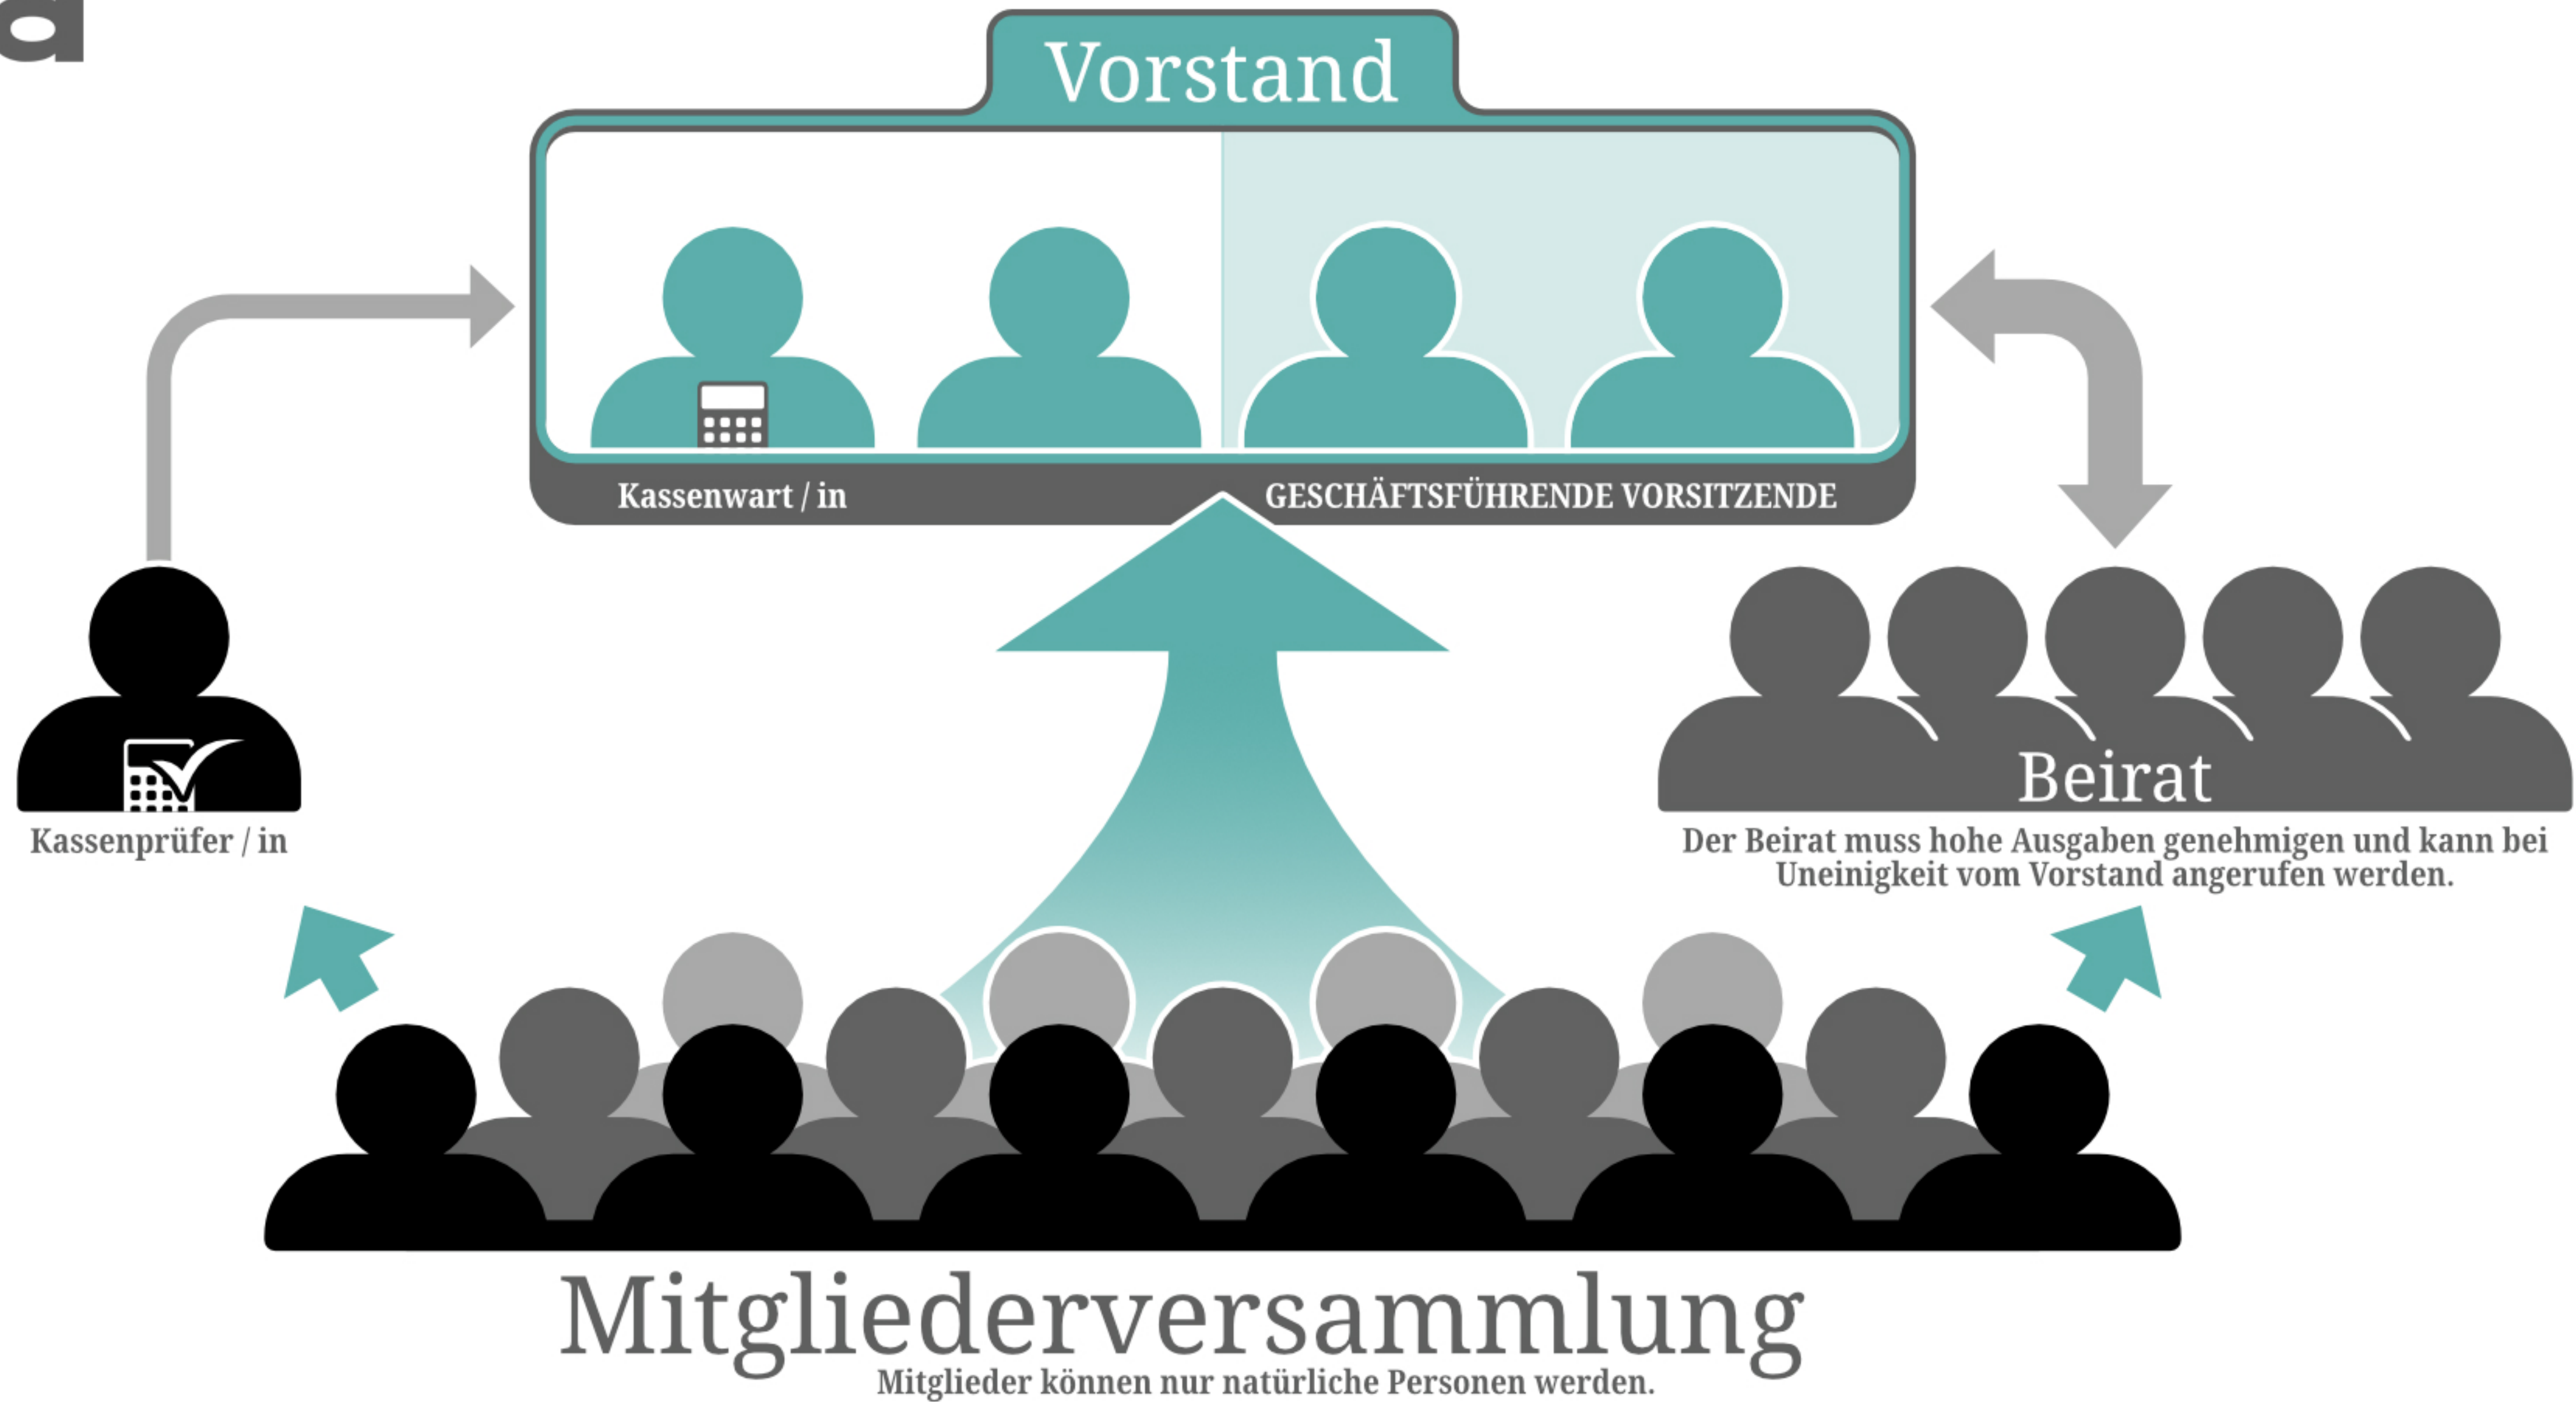 Vorstand
Kassenwart / in
GESCHÄFTSFÜHRENDE VORSITZENDE
Kassenprüfer / in
Beirat
Der Beirat muss hohe Ausgaben genehmigen und kann bei
Uneinigkeit vom Vorstand angerufen werden.
Mitgliederversammlung
Mitglieder können nur natürliche Personen werden.